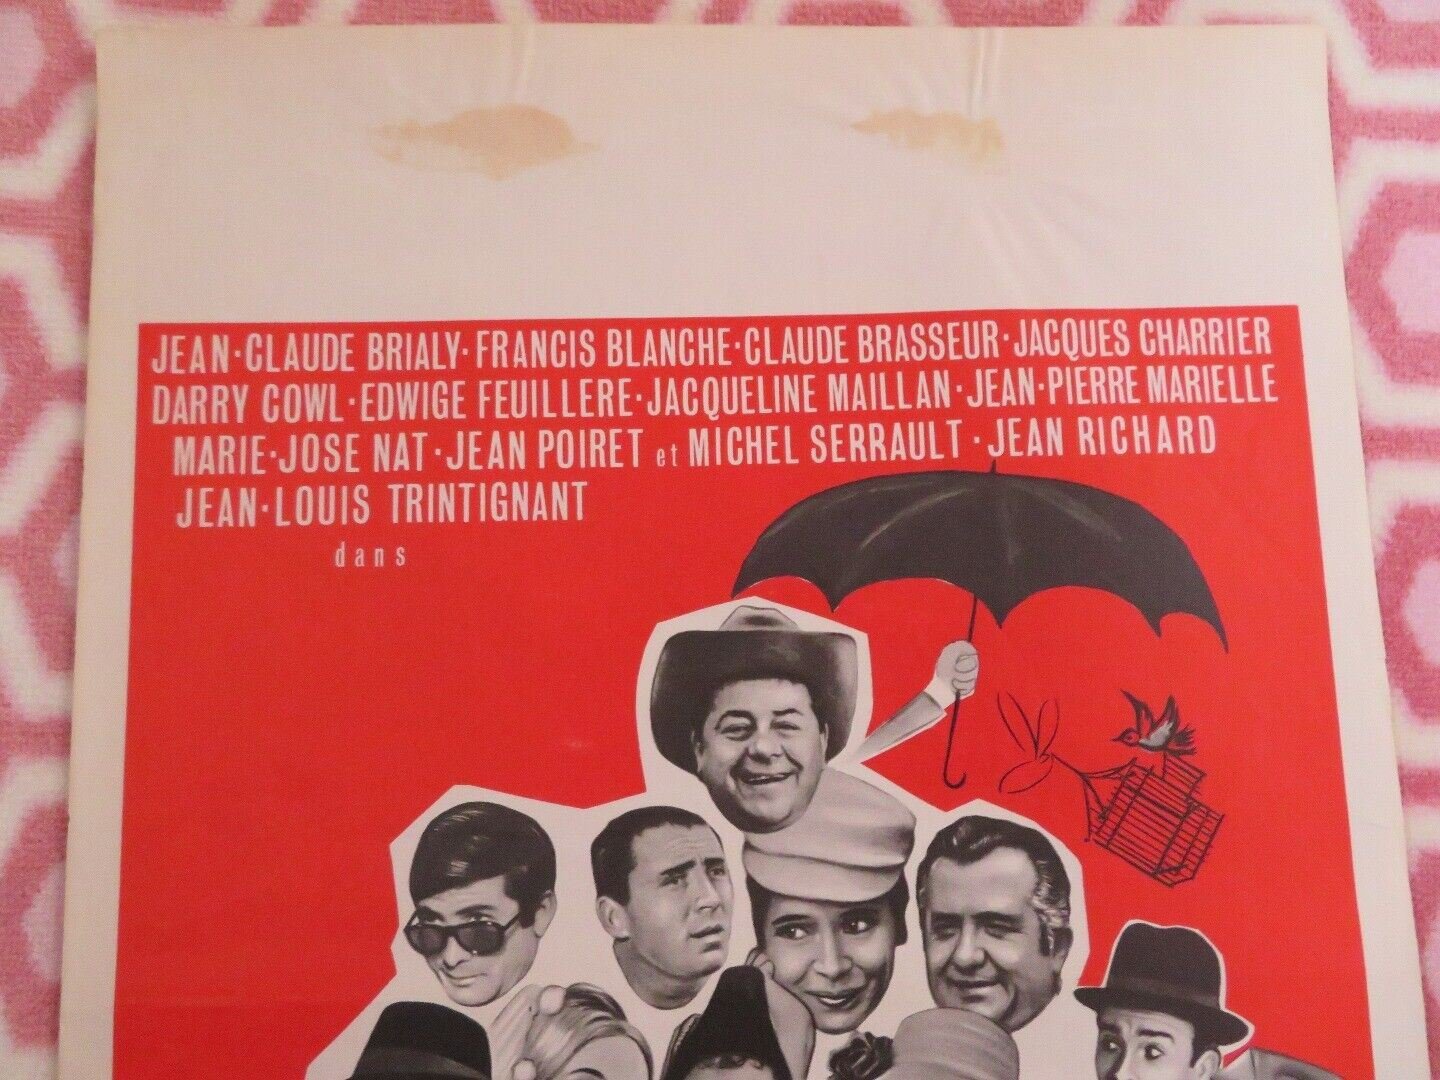 JEAN·CLAUDE BRIALY·FRANCIS BLANCHE·CLAUDE BRASSEUR·JACQUES CHARRIER
DARRY COWL·EDWIGE FEUILLERE·JACQUELINE MAILLAN·JEAN·PIERRE MARIELLE
MARIE·JOSE NAT·JEAN POIRET et MICHEL SERRAULT·JEAN RICHARD
JEAN·LOUIS TRINTIGNANT
dans